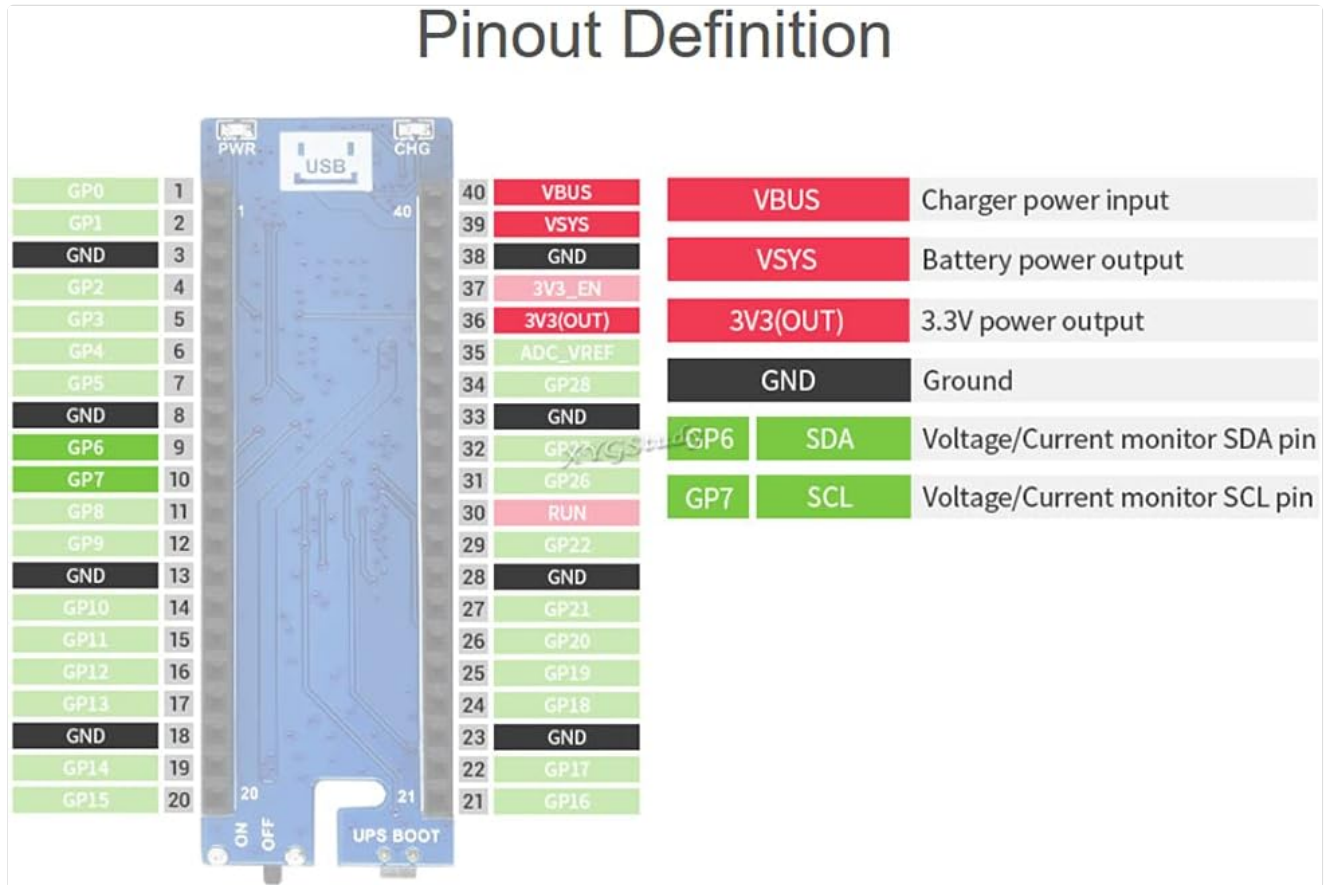 Pinout Definition
PWR
CHG
USB
GP0 1
GP1 2
GND 3
GP2 4
GP3 5
GP4 6
GP5 7
GND 8
GP6 9
GP7 10
GP8 11
GP9 12
GND 13
GP10 14
GP11 15
GP12 16
GP13 17
GND 18
GP14 19
GP15 20
1
40
20
21
ON
OFF
UPS BOOT
40 VBUS
39 VSYS
38 GND
37 3V3_EN
36 3V3(OUT)
35 ADC_VREF
34 GP28
33 GND
32 GP27
31 GP26
30 RUN
29 GP22
28 GND
27 GP21
26 GP20
25 GP19
24 GP18
23 GND
22 GP17
21 GP16
XYGStudy
VBUS Charger power input
VSYS Battery power output
3V3(OUT) 3.3V power output
GND Ground
GP6 SDA Voltage/Current monitor SDA pin
GP7 SCL Voltage/Current monitor SCL pin